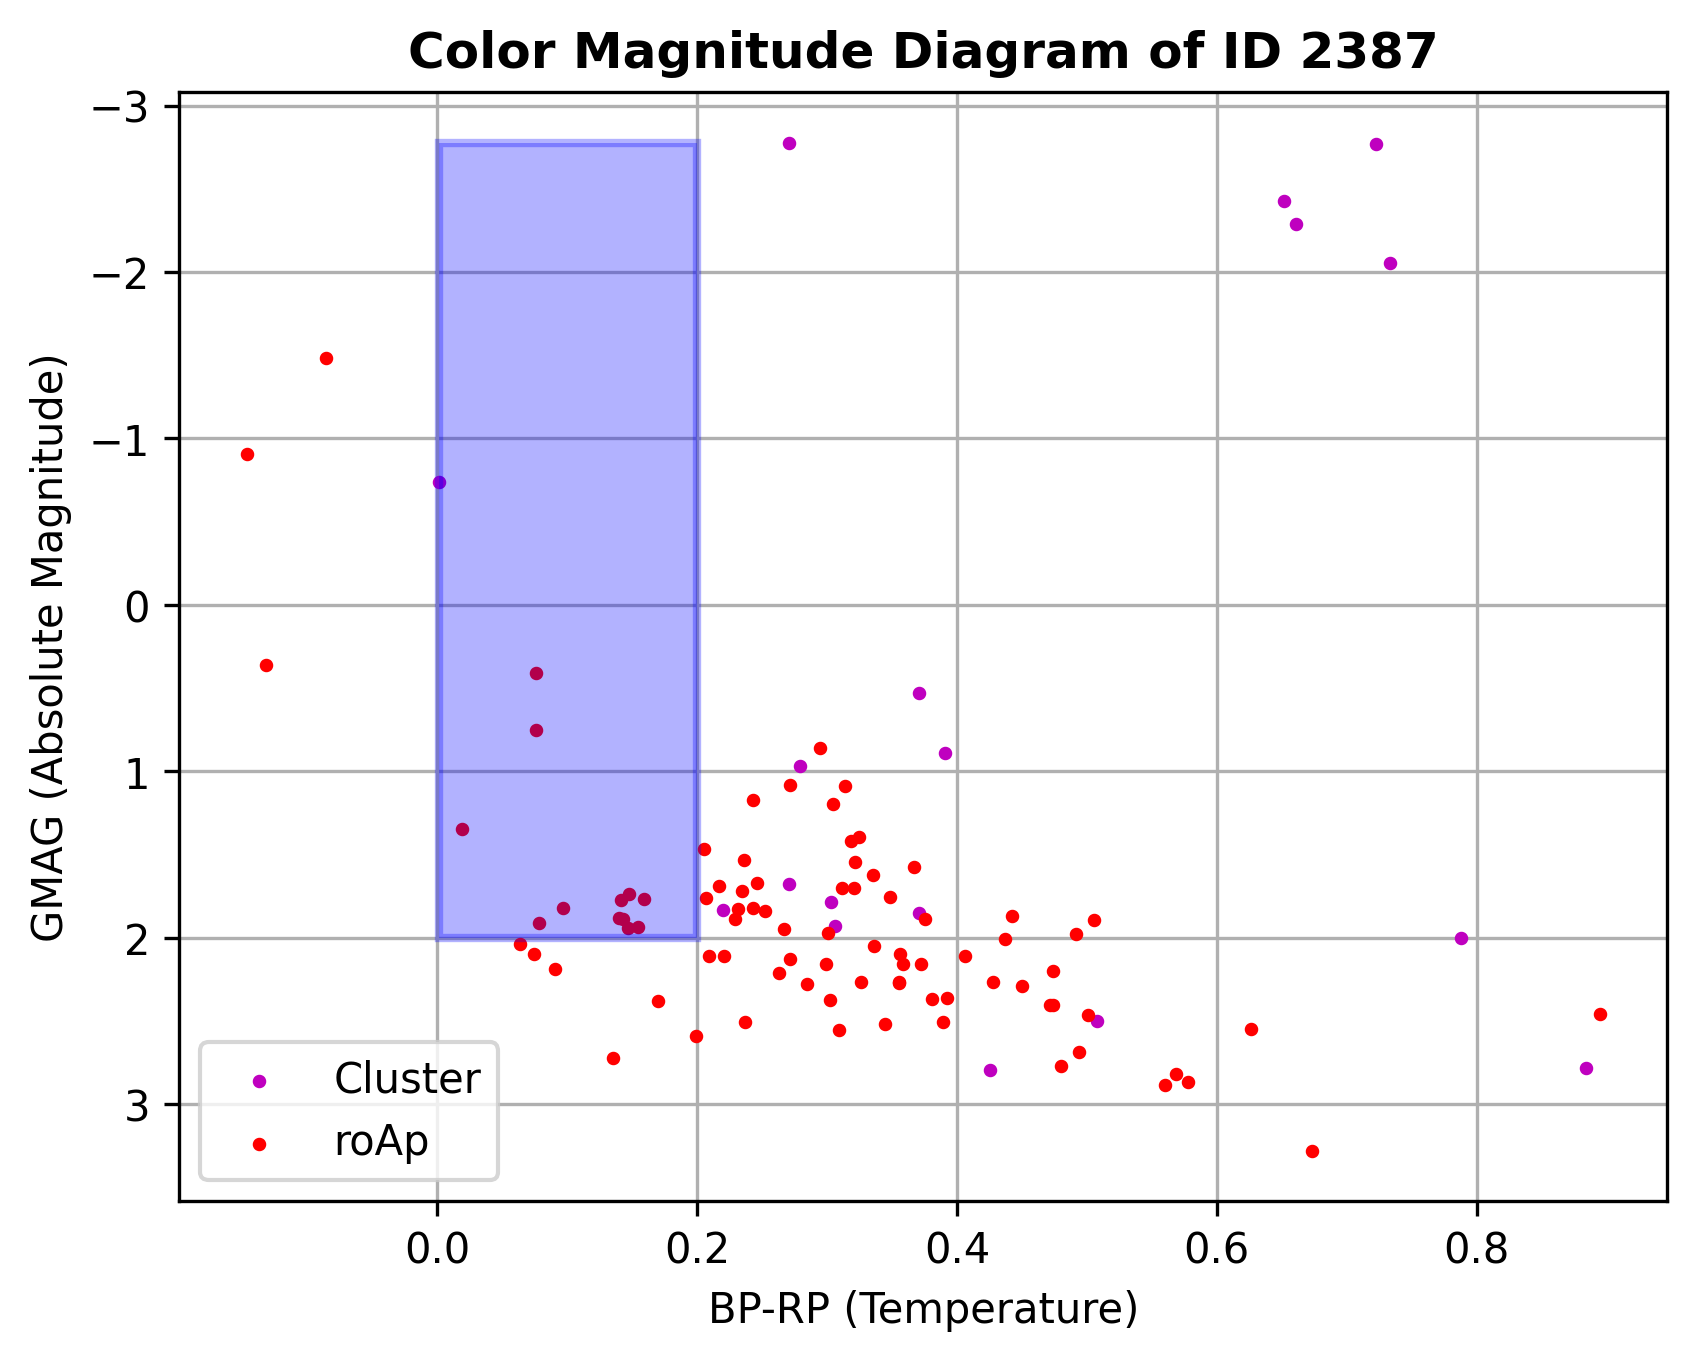 Color Magnitude Diagram of ID 2387
GMAG (Absolute Magnitude)
−3
−2
−1
0
1
2
3
Cluster
roAp
0.0 0.2 0.4 0.6 0.8
BP-RP (Temperature)